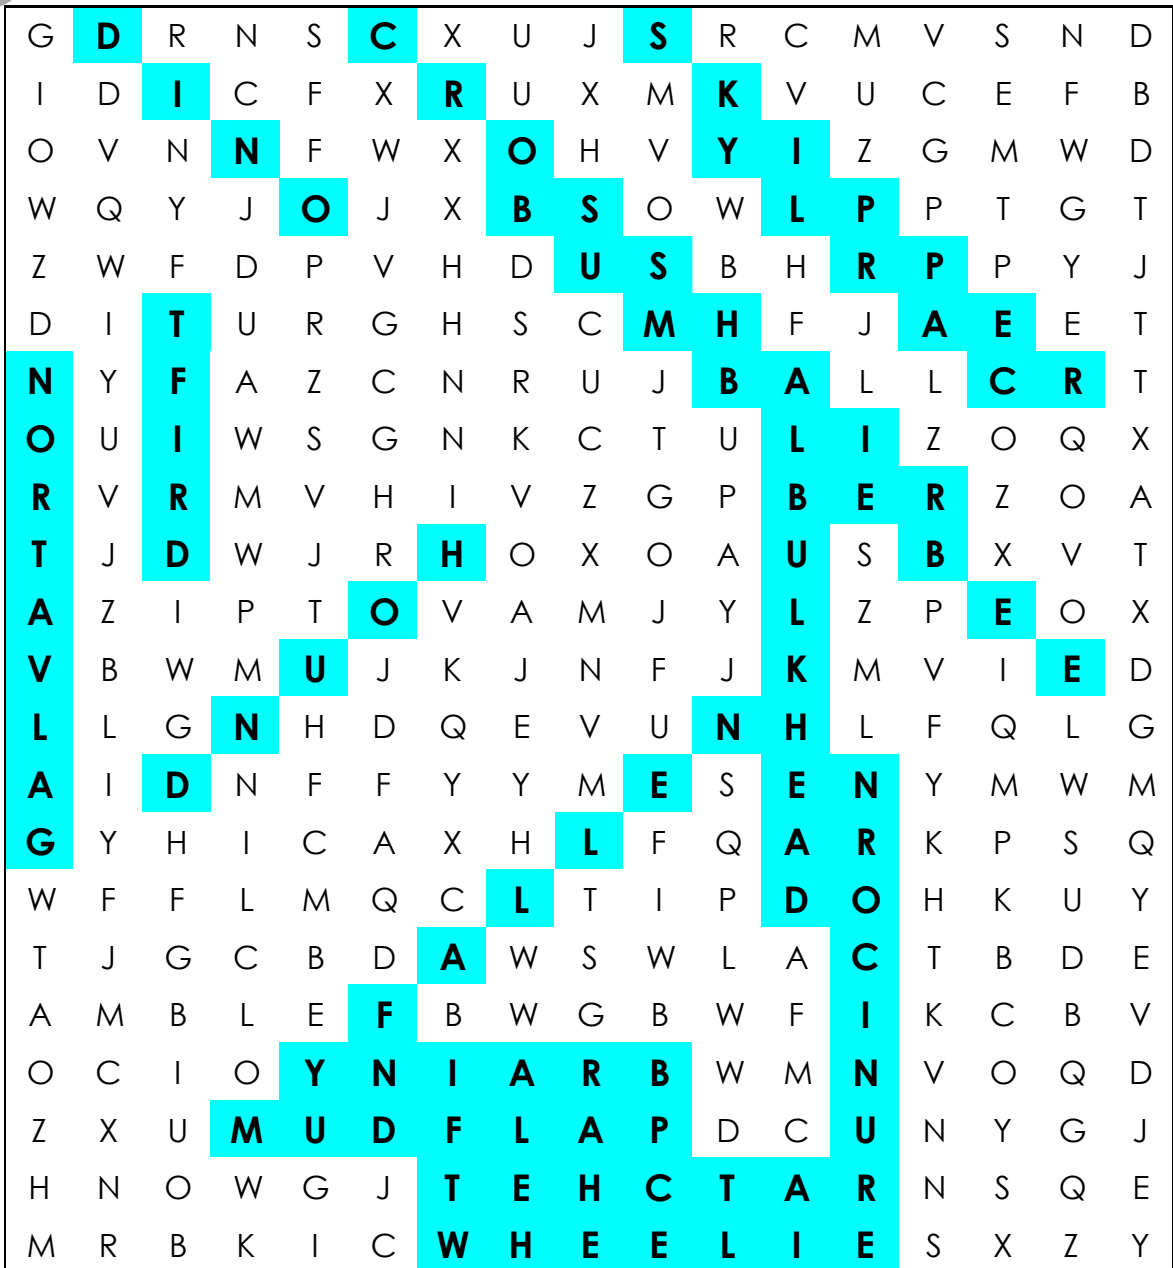 G D R N S C X U J S R C M V S N D
I D I C F X R U X M K V U C E F B
O V N N F W X O H V Y I Z G M W D
W Q Y J O J X B S O W L P P T G T
Z W F D P V H D U S B H R P P Y J
D I T U R G H S C M H F J A E E T
N Y F A Z C N R U J B A L L C R T
O U I W S G N K C T U L I Z O Q X
R V R M V H I V Z G P B E R Z O A
T J D W J R H O X O A U S B X V T
A Z I P T O V A M J Y L Z P E O X
V B W M U J K J N F J K M V I E D
L L G N H D Q E V U N H L F Q L G
A I D N F F Y Y M E S E N Y M W M
G Y H I C A X H L F Q A R K P S Q
W F F L M Q C L T I P D O H K U Y
T J G C B D A W S W L A C T B D E
A M B L E F B W G B W F I K C B V
O C I O Y N I A R B W M N V O Q D
Z X U M U D F L A P D C U N Y G J
H N O W G J T E H C T A R N S Q E
M R B K I C W H E E L I E S X Z Y